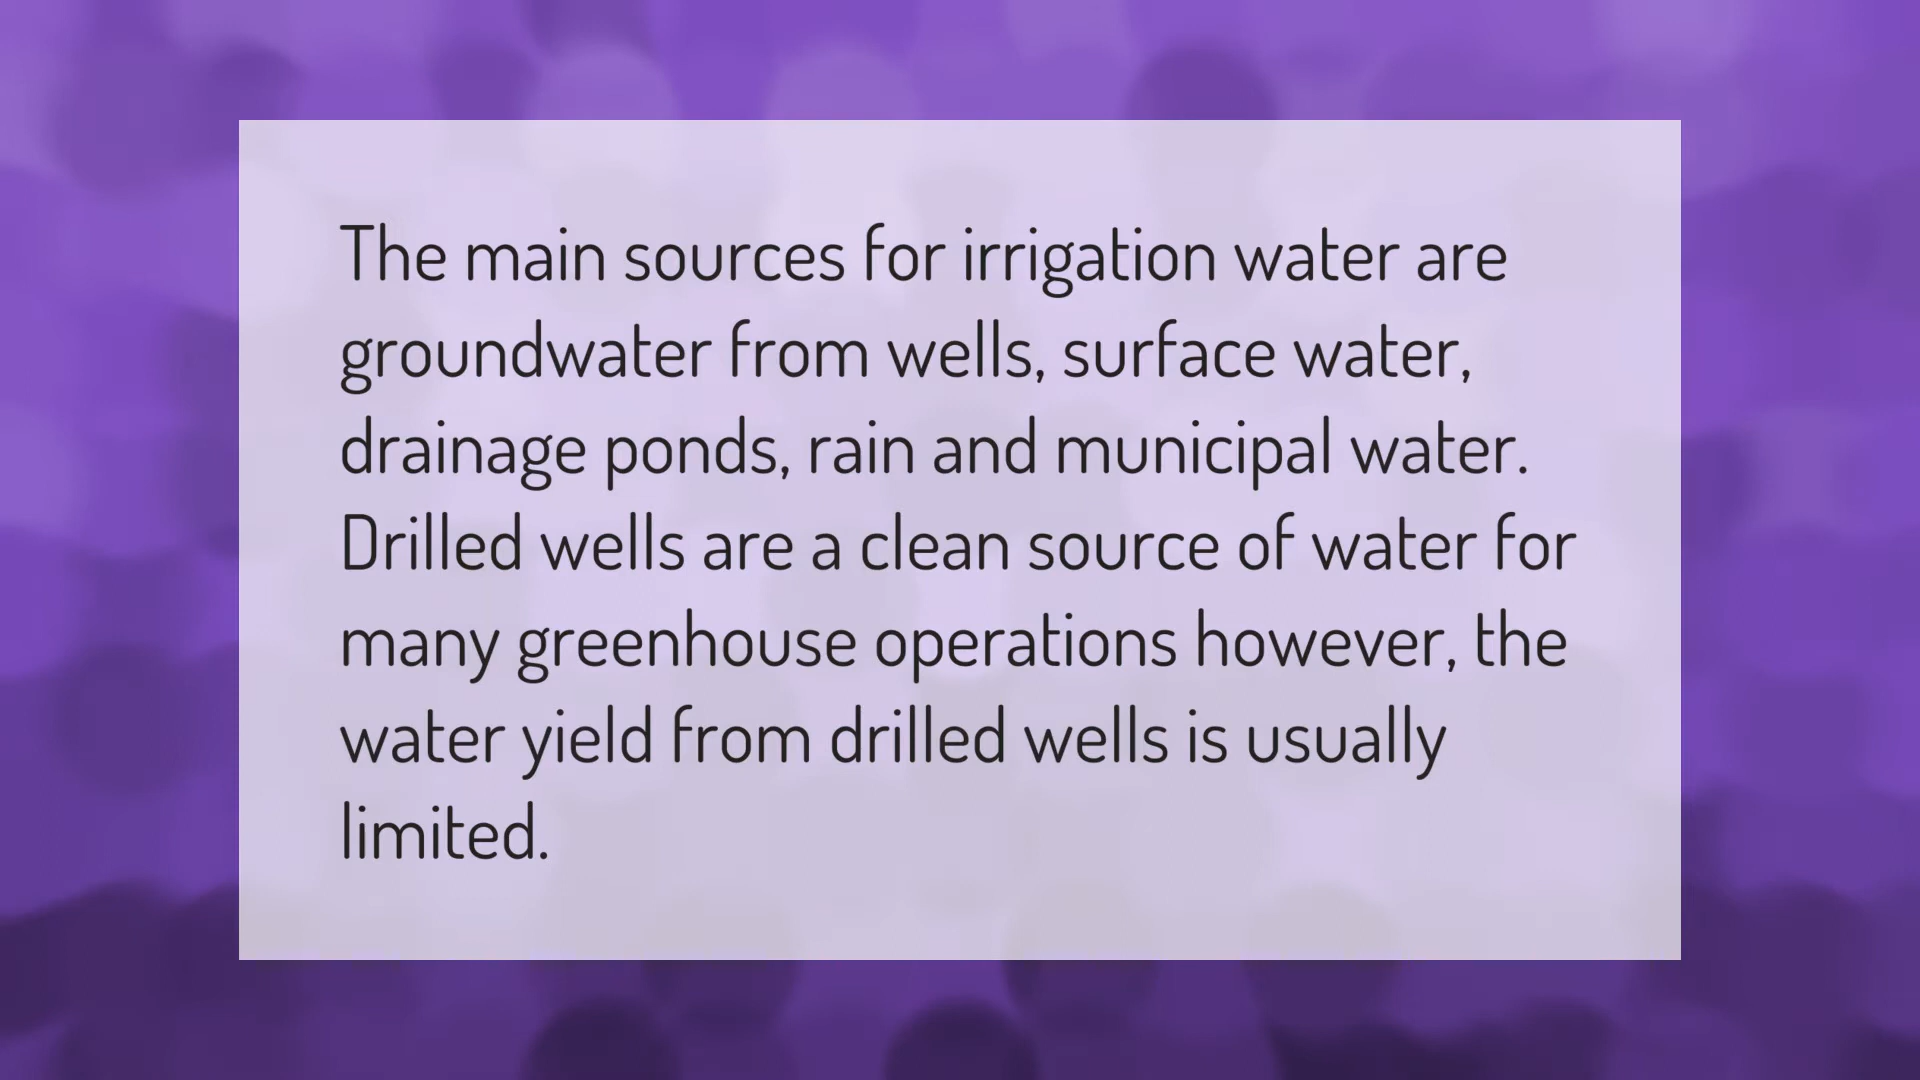 The main sources for irrigation water are
groundwater from wells, surface water,
drainage ponds, rain and municipal water.
Drilled wells are a clean source of water for
many greenhouse operations however, the
water yield from drilled wells is usually
limited.